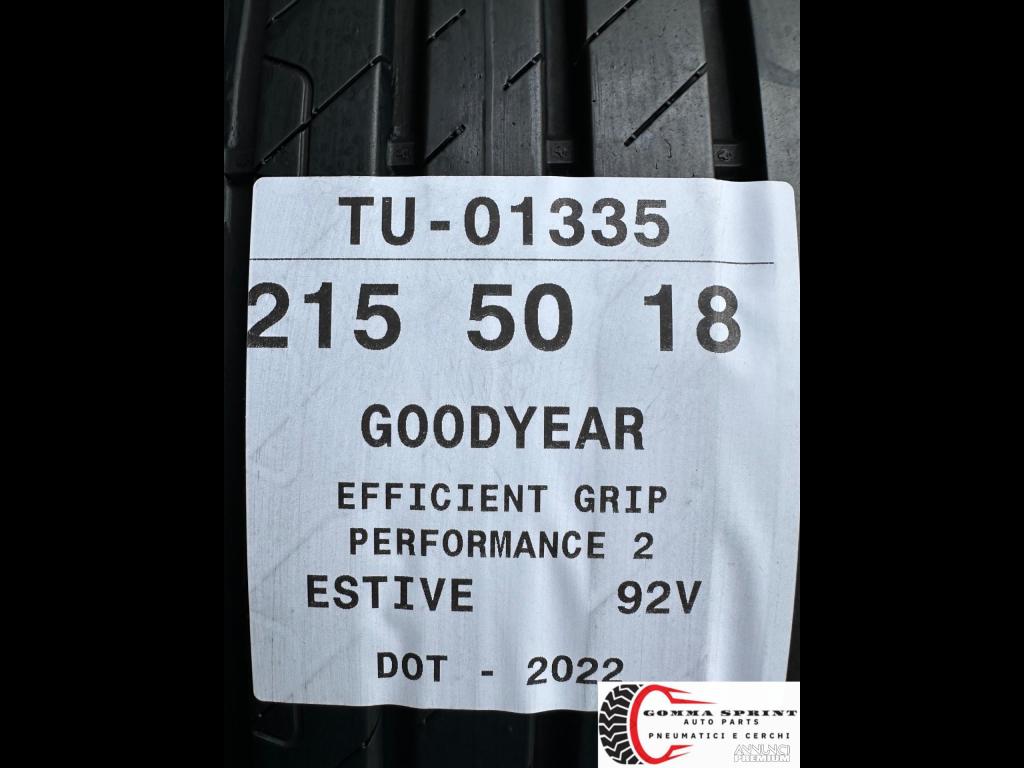 TU-01335
215 50 18
GOODYEAR
EFFICIENT GRIP
PERFORMANCE 2
ESTIVE 92V
DOT - 2022
GOMMA SPRINT
AUTO PARTS
PNEUMATICI E CERCHI
ANNUNCI
PREMIUM